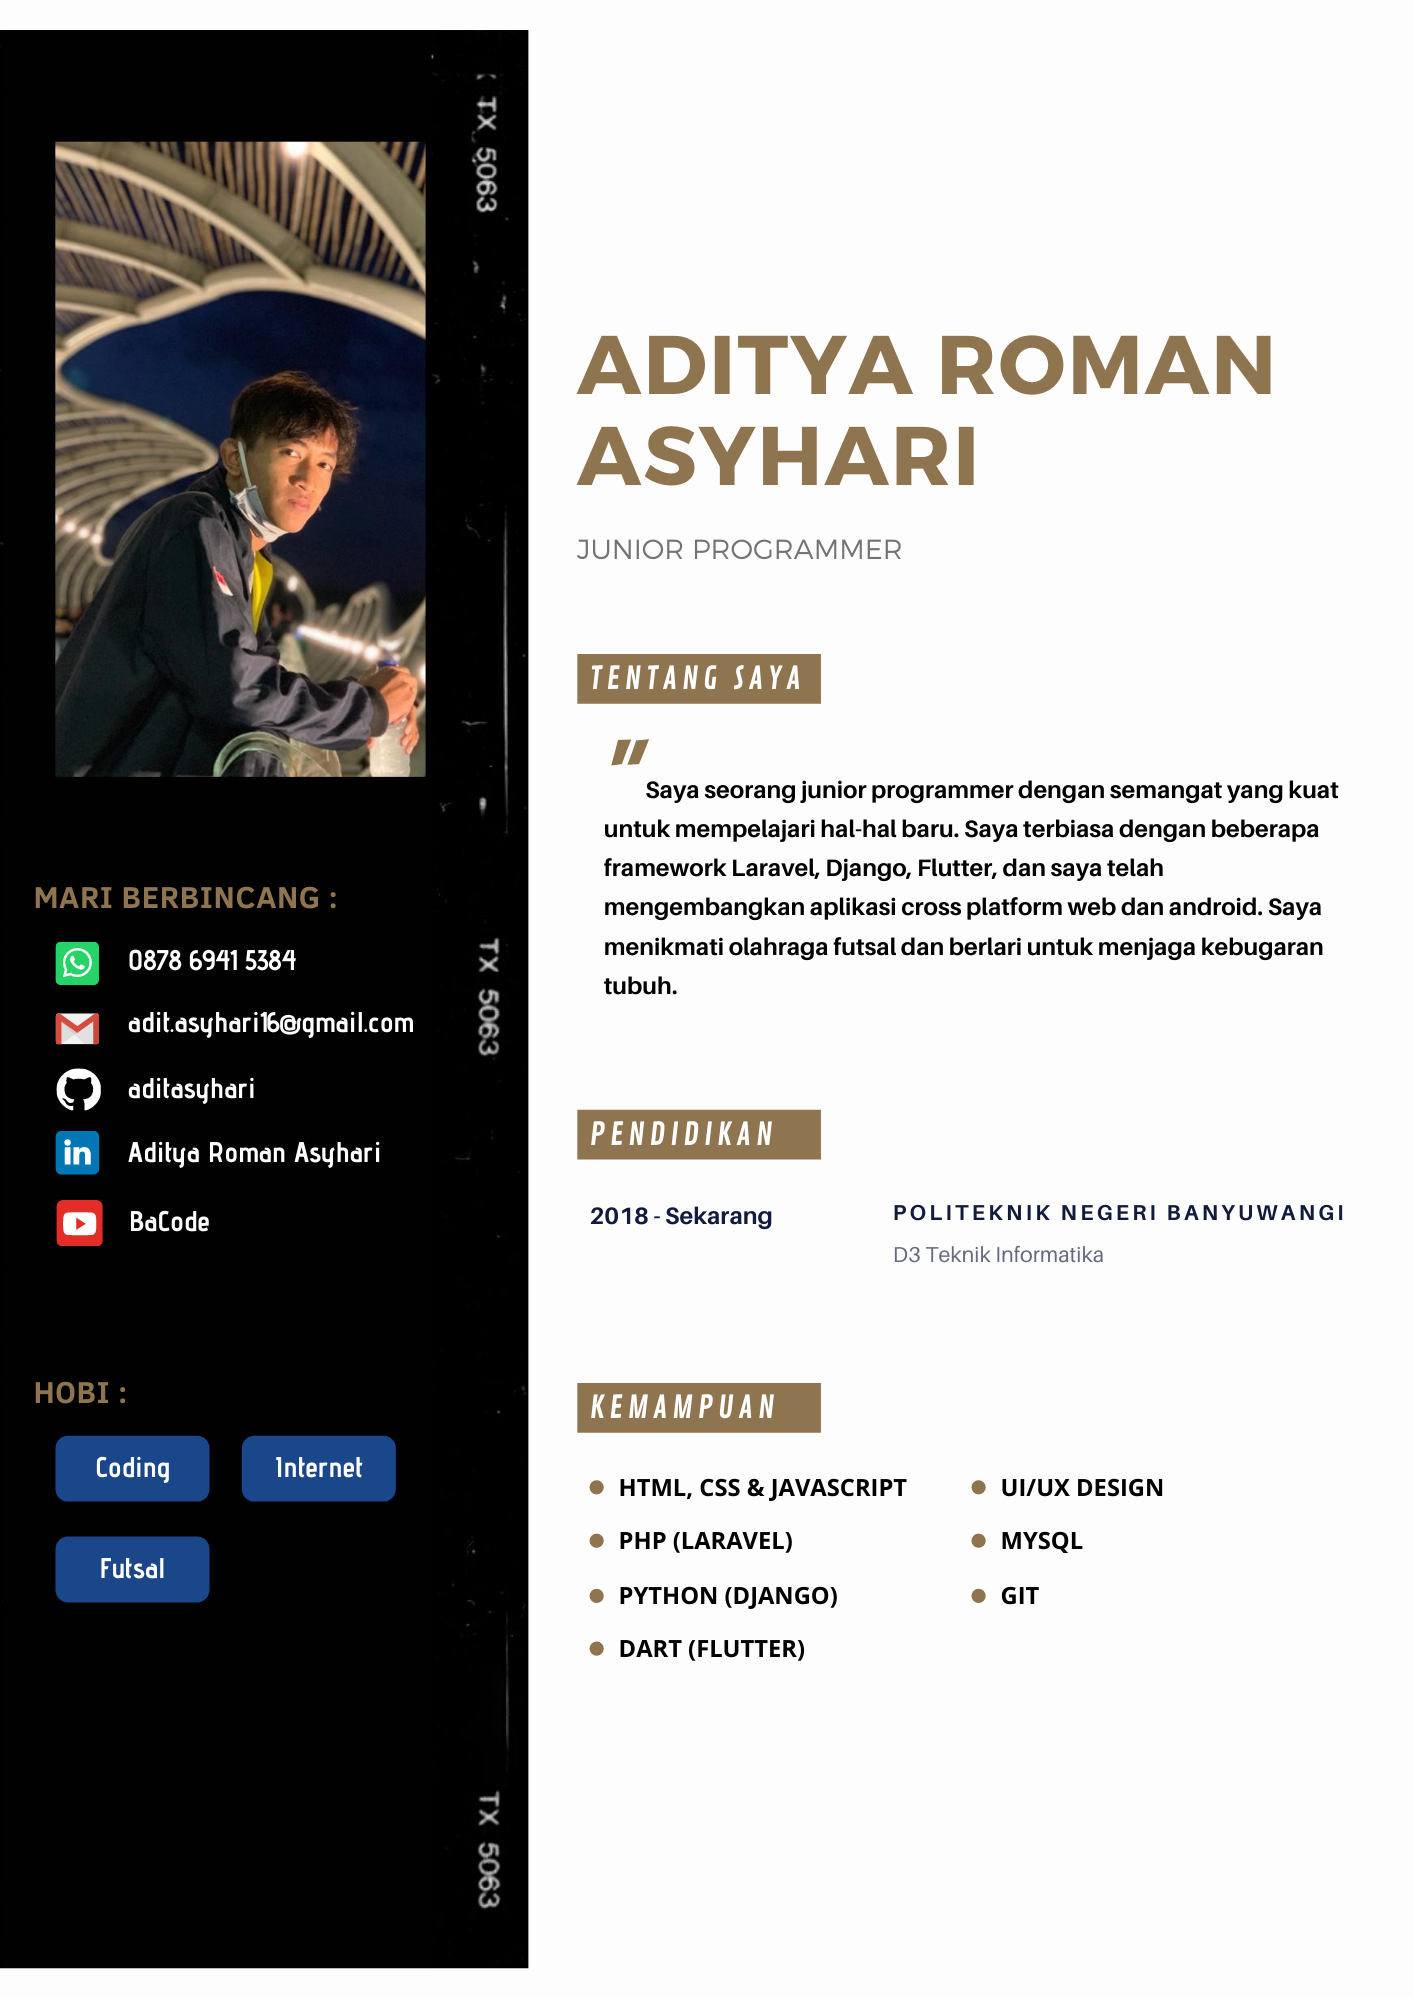 TX 5063
TX 5063
TX 5063
MARI BERBINCANG :
0878 6941 5384
adit.asyhari16@gmail.com
aditasyhari
in
Aditya Roman Asyhari
BaCode
HOBI :
Coding
Internet
Futsal
ADITYA ROMAN
ASYHARI
JUNIOR PROGRAMMER
TENTANG SAYA
"
Saya seorang junior programmer dengan semangat yang kuat
untuk mempelajari hal-hal baru. Saya terbiasa dengan beberapa
framework Laravel, Django, Flutter, dan saya telah
mengembangkan aplikasi cross platform web dan android. Saya
menikmati olahraga futsal dan berlari untuk menjaga kebugaran
tubuh.
PENDIDIKAN
2018 - Sekarang
POLITEKNIK NEGERI BANYUWANGI
D3 Teknik Informatika
KEMAMPUAN
HTML, CSS & JAVASCRIPT
PHP (LARAVEL)
PYTHON (DJANGO)
DART (FLUTTER)
UI/UX DESIGN
MYSQL
GIT